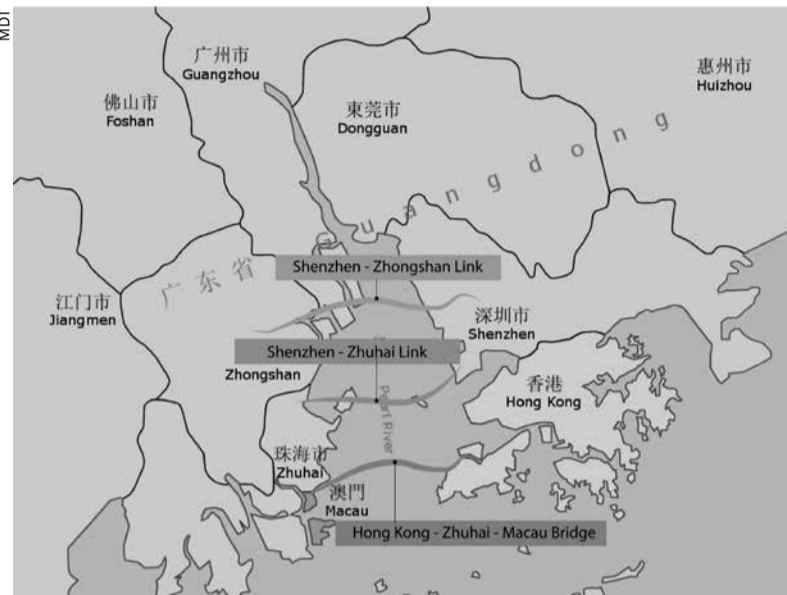 MDT
广州市
Guangzhou
惠州市
Huizhou
佛山市
Foshan
東莞市
Dongguan
Guangdong
广东省
Shenzhen - Zhongshan Link
江门市
Jiangmen
深圳市
Shenzhen
Shenzhen - Zhuhai Link
Zhongshan
香港
Hong Kong
Pearl River
珠海市
Zhuhai
澳門
Macau
Hong Kong - Zhuhai - Macau Bridge